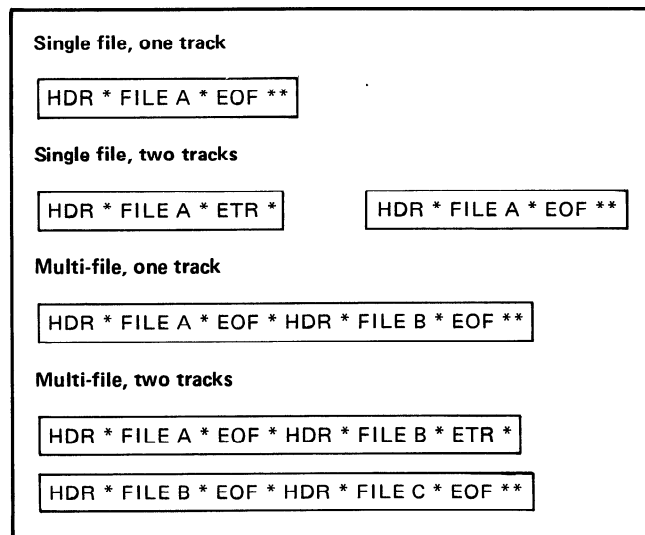 Single file, one track
HDR * FILE A * EOF **
Single file, two tracks
HDR * FILE A * ETR * HDR * FILE A * EOF **
Multi-file, one track
HDR * FILE A * EOF * HDR * FILE B * EOF **
Multi-file, two tracks
HDR * FILE A * EOF * HDR * FILE B * ETR *
HDR * FILE B * EOF * HDR * FILE C * EOF **